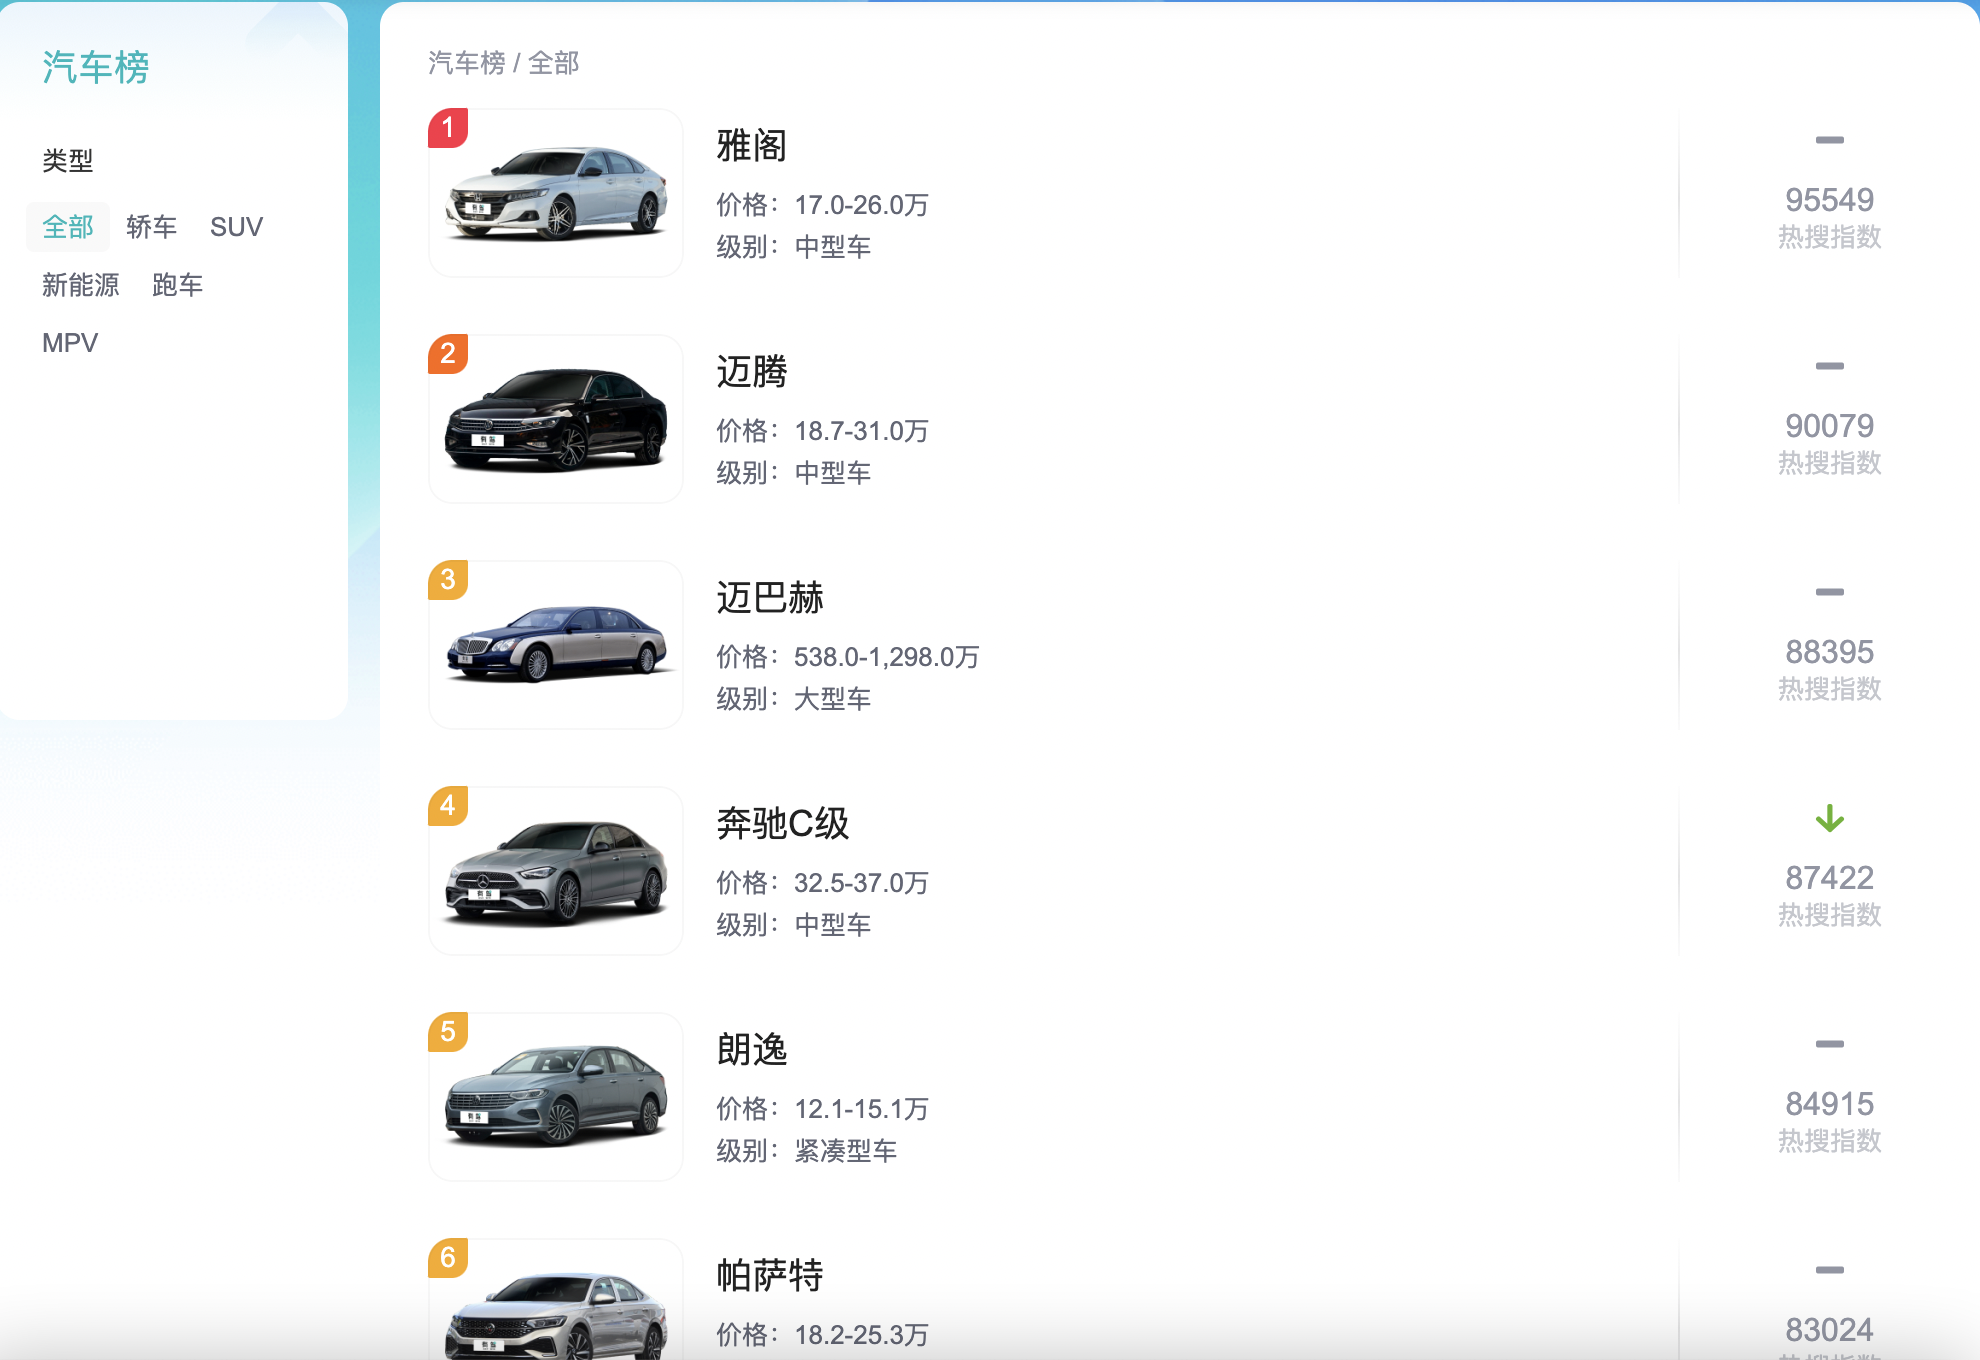 汽车榜
类型
全部 轿车 SUV
新能源 跑车
MPV
汽车榜 / 全部
1
雅阁
价格：17.0-26.0万
级别：中型车
95549
热搜指数
2
迈腾
价格：18.7-31.0万
级别：中型车
90079
热搜指数
3
迈巴赫
价格：538.0-1,298.0万
级别：大型车
88395
热搜指数
4
奔驰C级
价格：32.5-37.0万
级别：中型车
87422
热搜指数
5
朗逸
价格：12.1-15.1万
级别：紧凑型车
84915
热搜指数
6
帕萨特
价格：18.2-25.3万
83024
热搜指数